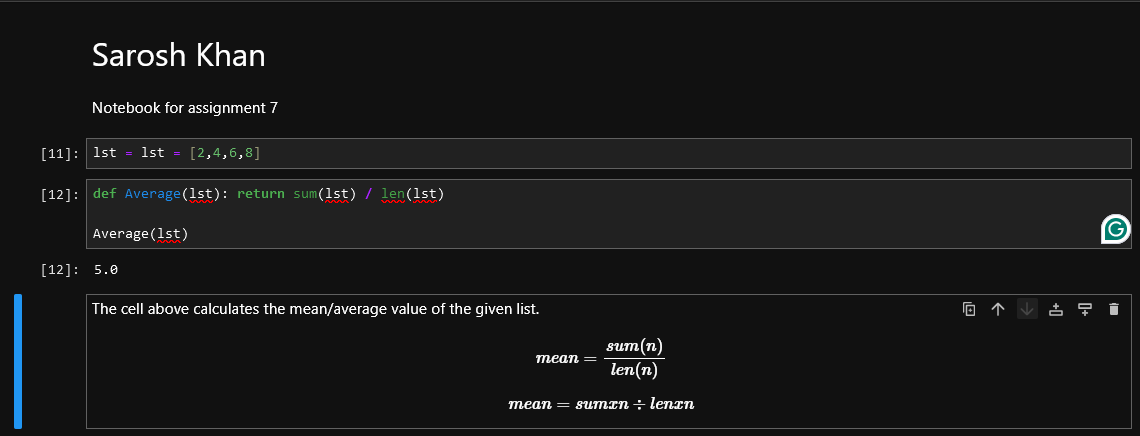 Sarosh Khan
Notebook for assignment 7
[11]: lst = lst = [2,4,6,8]
[12]: def Average(lst): return sum(lst) / len(lst)
Average(lst)
[12]: 5.0
The cell above calculates the mean/average value of the given list.
mean = sum(n) / len(n)
mean = sumxn ÷ lenxn